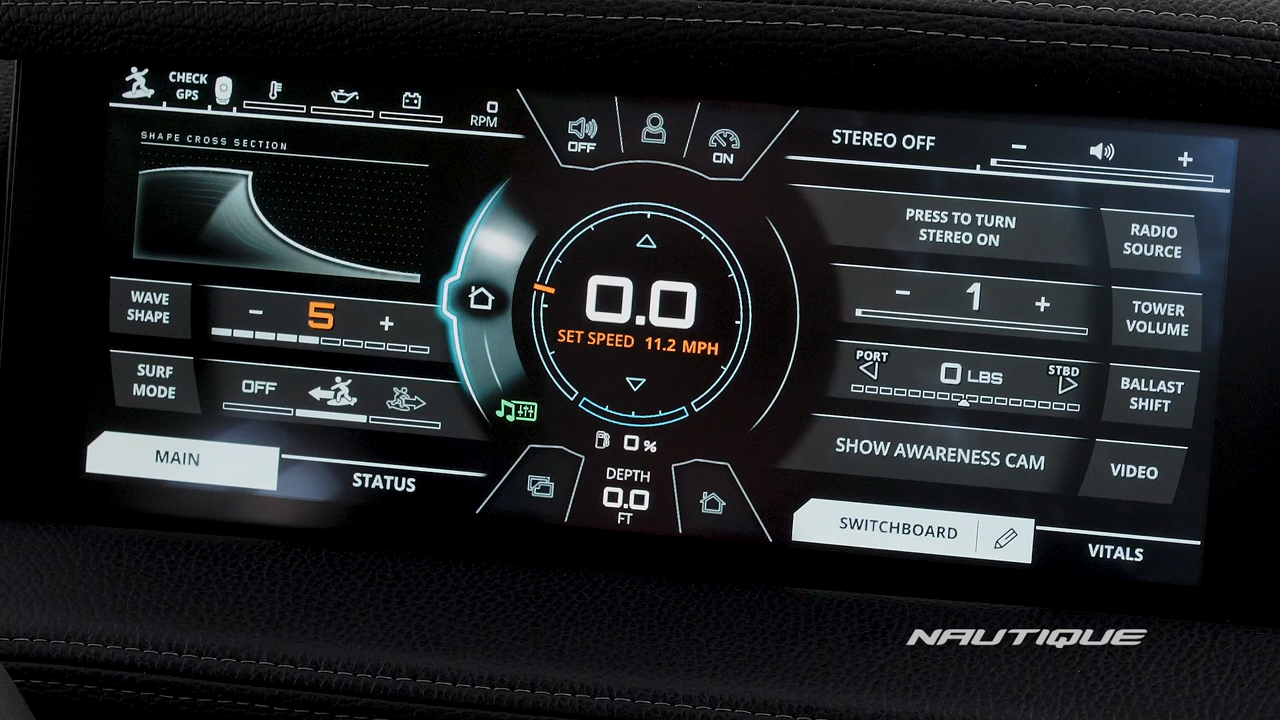 CHECK
GPS
0
RPM
SHAPE CROSS SECTION
WAVE
SHAPE
- 5 +
SURF
MODE
OFF
MAIN
STATUS
OFF
ON
0.0
SET SPEED 11.2 MPH
0 %
DEPTH
0.0
FT
STEREO OFF
- +
PRESS TO TURN
STEREO ON
RADIO
SOURCE
- 1 +
TOWER
VOLUME
PORT
0 LBS
STBD
BALLAST
SHIFT
SHOW AWARENESS CAM
VIDEO
SWITCHBOARD
VITALS
NAUTIQUE